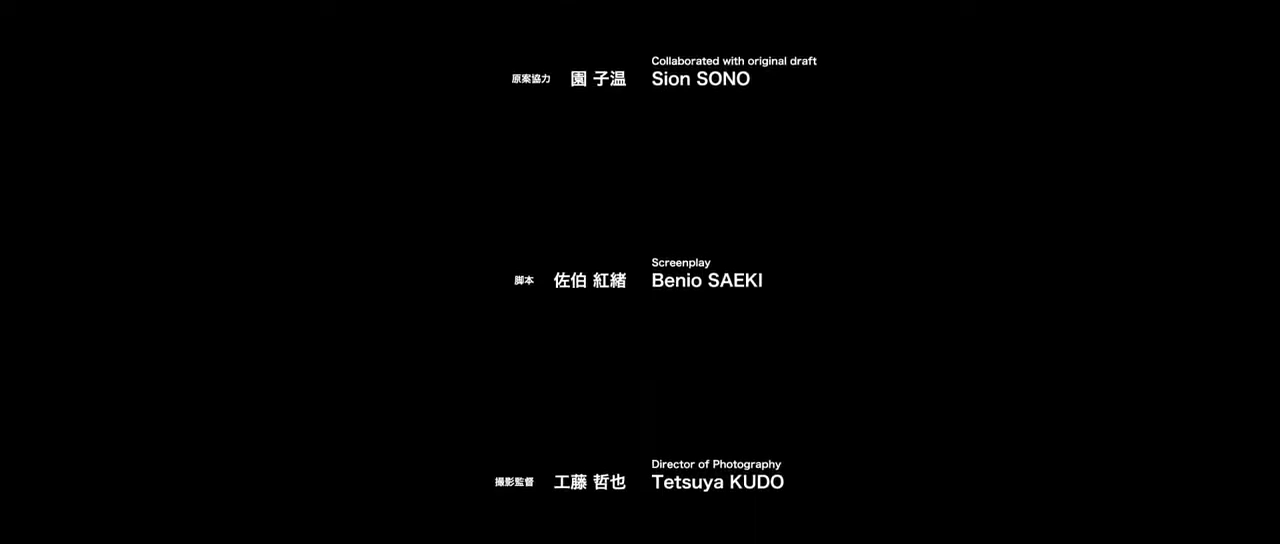 Collaborated with original draft
原案協力 園 子温 Sion SONO
Screenplay
脚本 佐伯 紅緒 Benio SAEKI
Director of Photography
撮影監督 工藤 哲也 Tetsuya KUDO